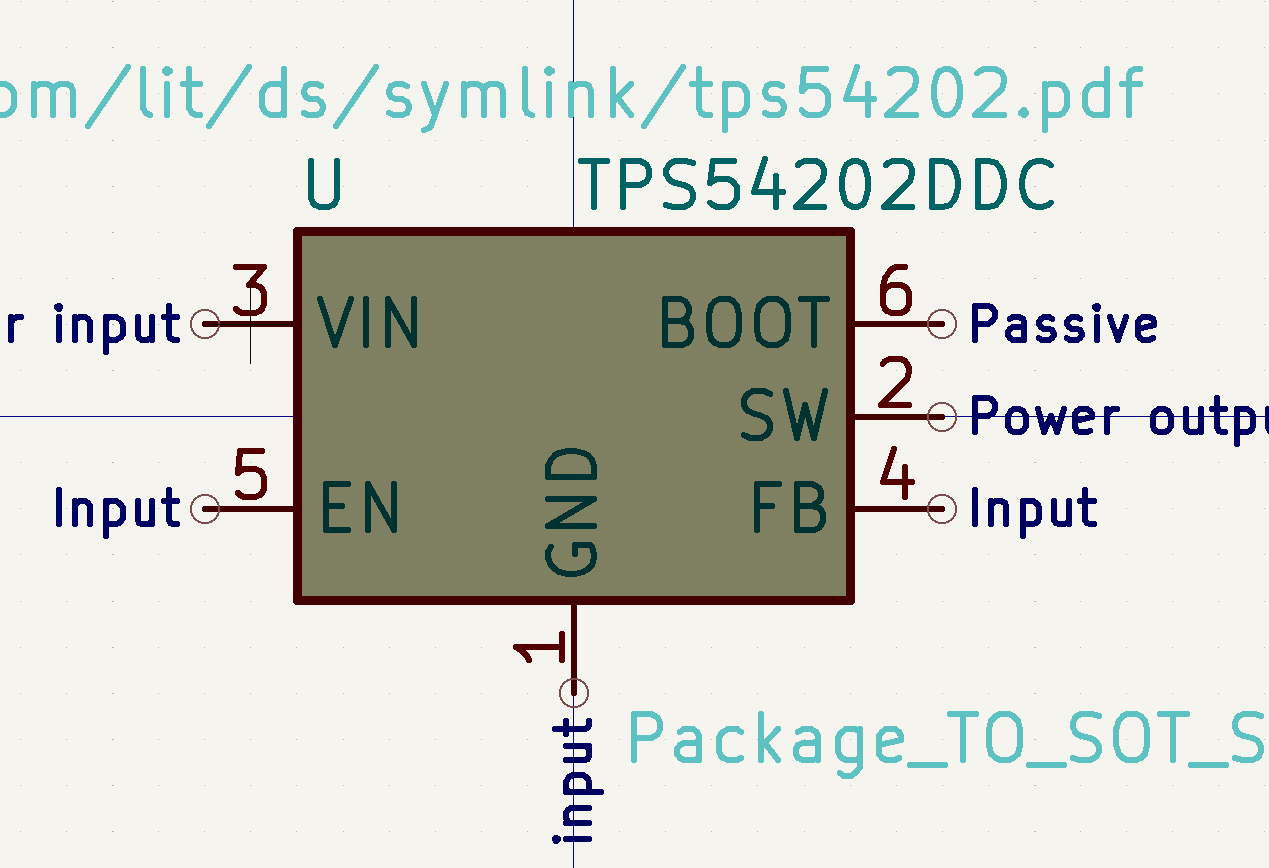 om/lit/ds/symlink/tps54202.pdf
U TPS54202DDC
r input 3 VIN BOOT 6 Passive
SW 2 Power outpu
Input 5 EN GND FB 4 Input
1
input
Package_TO_SOT_S